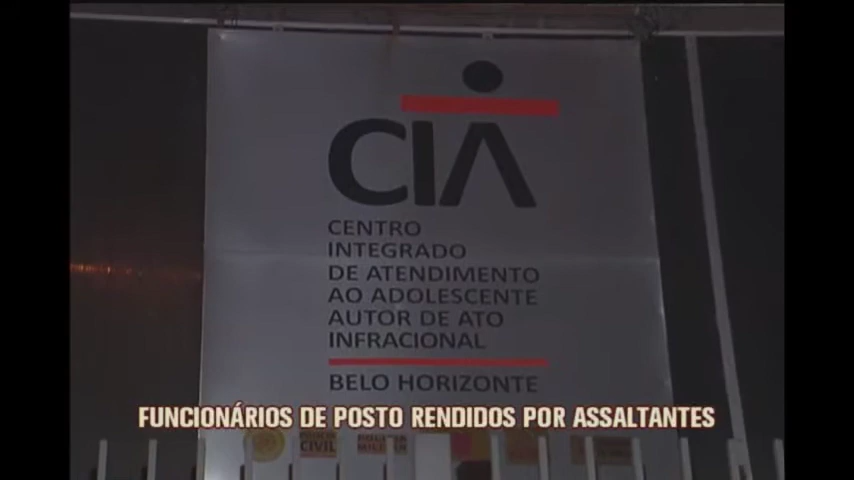 CIA
CENTRO
INTEGRADO
DE ATENDIMENTO
AO ADOLESCENTE
AUTOR DE ATO
INFRACIONAL
BELO HORIZONTE
FUNCIONÁRIOS DE POSTO RENDIDOS POR ASSALTANTES
CIVIL